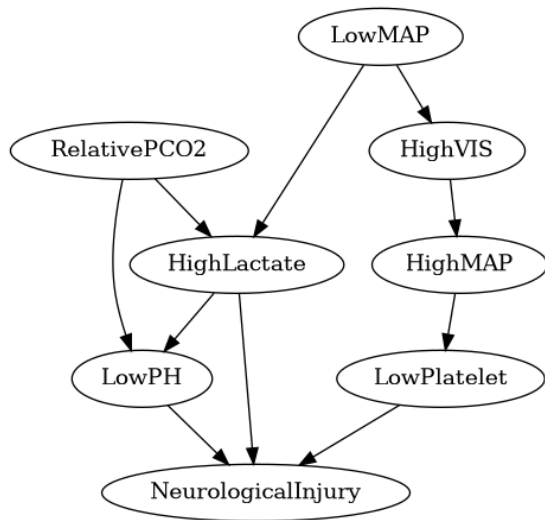 LowMAP
RelativePCO2
HighVIS
HighLactate
HighMAP
LowPH
LowPlatelet
NeurologicalInjury